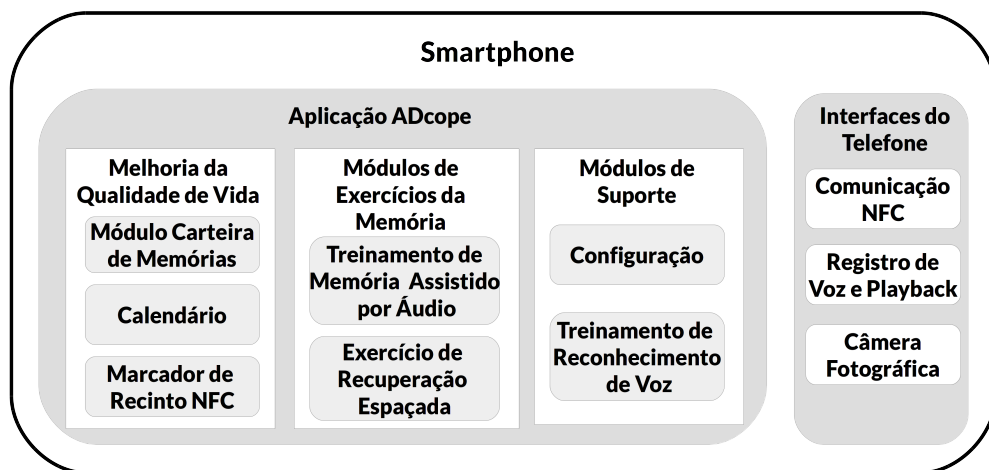 Smartphone
Aplicação ADcope
Melhoria da
Qualidade de Vida
Módulo Carteira
de Memórias
Calendário
Marcador de
Recinto NFC
Módulos de
Exercícios da
Memória
Treinamento de
Memória Assistido
por Áudio
Exercício de
Recuperação
Espaçada
Módulos de
Suporte
Configuração
Treinamento de
Reconhecimento
de Voz
Interfaces do
Telefone
Comunicação
NFC
Registro de
Voz e Playback
Câmera
Fotográfica